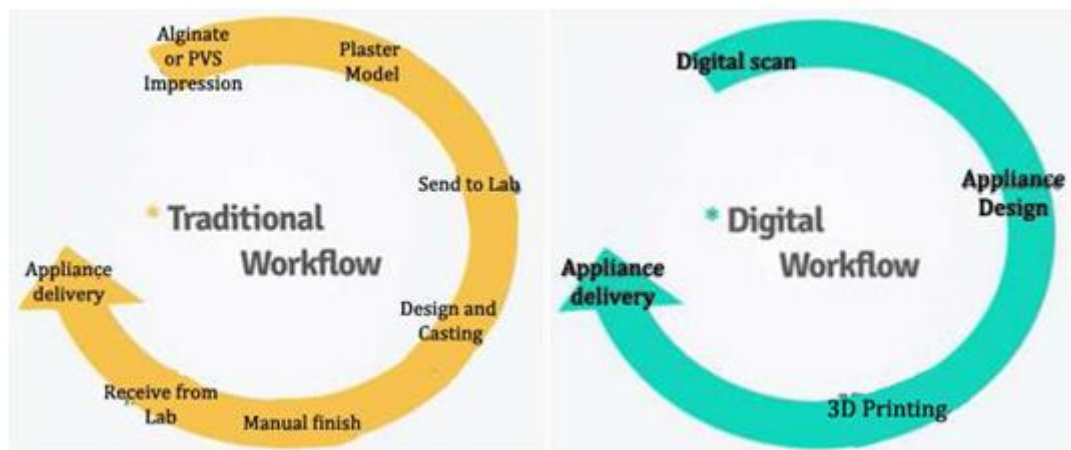 Alginate
or PVS
Impression
Plaster
Model
Send to Lab
Design and
Casting
Manual finish
Receive from
Lab
Appliance
delivery
* Traditional
Workflow
Digital scan
Appliance
Design
3D Printing
Appliance
delivery
* Digital
Workflow